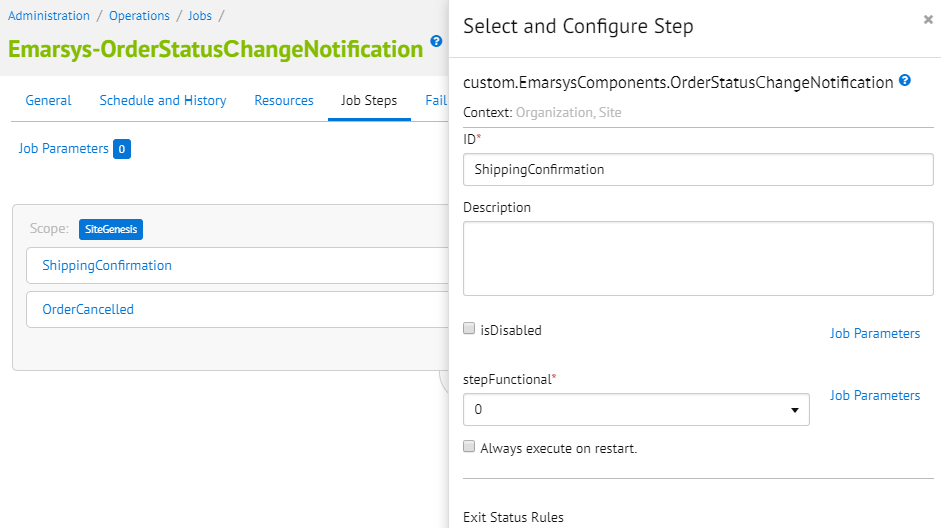 Administration / Operations / Jobs /
Emarsys-OrderStatusChangeNotification ?
General Schedule and History Resources Job Steps Fail
Job Parameters 0
Scope: SiteGenesis
ShippingConfirmation
OrderCancelled
Select and Configure Step ×
custom.EmarsysComponents.OrderStatusChangeNotification ?
Context: Organization, Site
ID*
ShippingConfirmation
Description
isDisabled Job Parameters
stepFunctional* Job Parameters
0
Always execute on restart.
Exit Status Rules